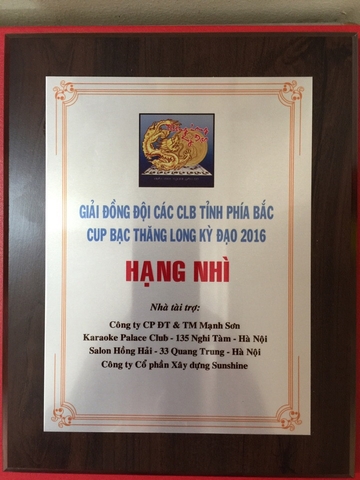 GIẢI ĐỒNG ĐỘI CÁC CLB TỈNH PHÍA BẮC
CUP BẠC THĂNG LONG KỲ ĐẠO 2016
HẠNG NHÌ
Nhà tài trợ:
Công ty CP ĐT & TM Mạnh Sơn
Karaoke Palace Club - 135 Nghi Tàm - Hà Nội
Salon Hồng Hải - 33 Quang Trung - Hà Nội
Công ty Cổ phần Xây dựng Sunshine